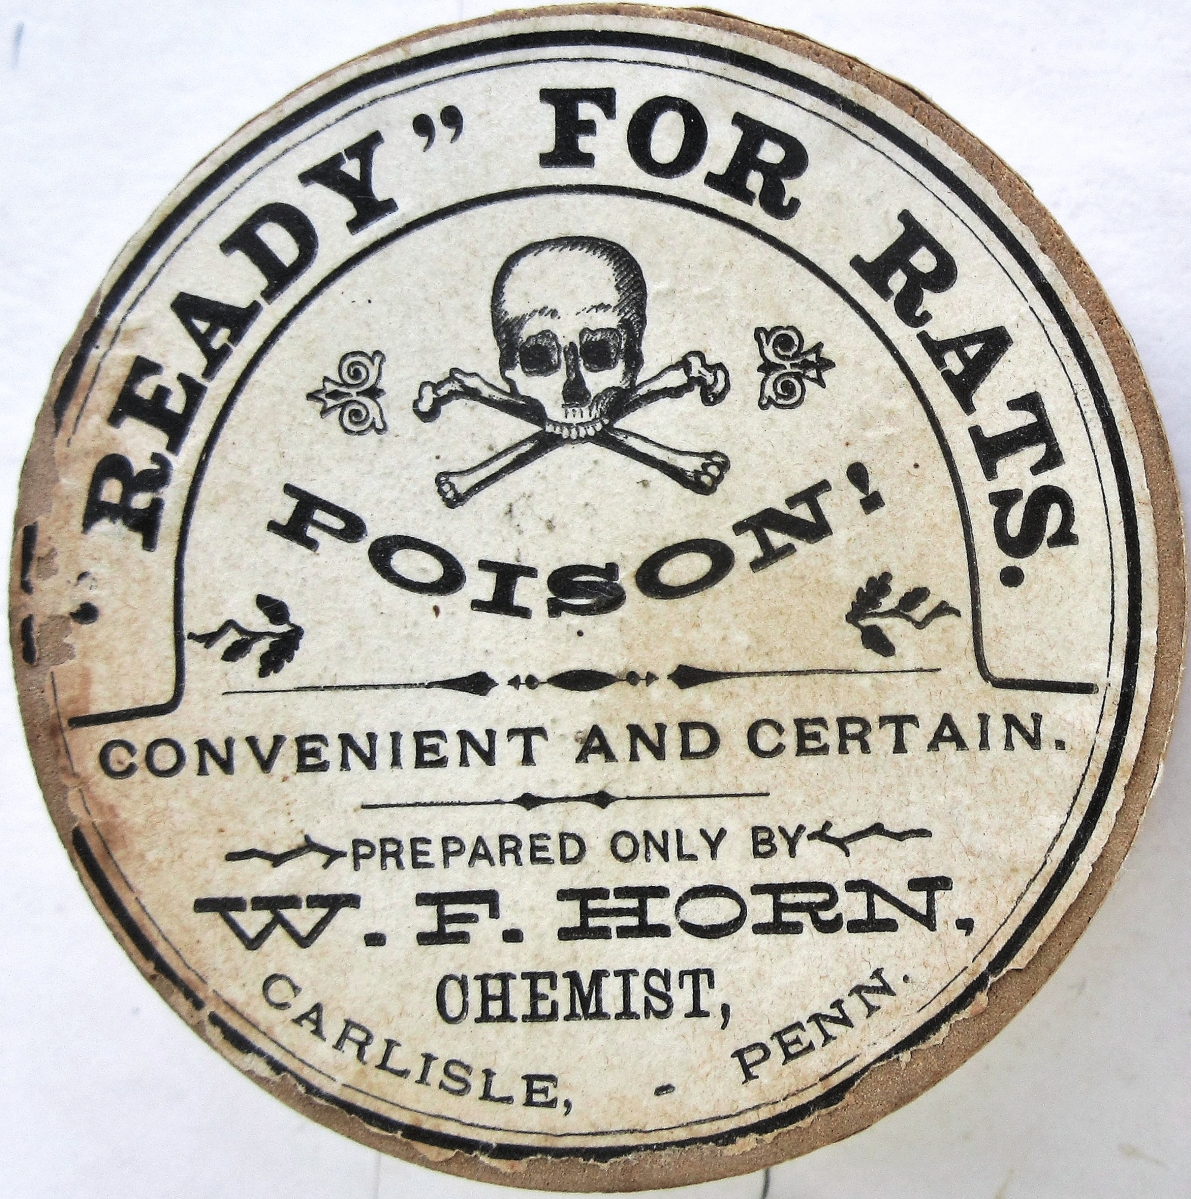 READY” FOR RATS.
POISON!
CONVENIENT AND CERTAIN.
PREPARED ONLY BY
W. F. HORN,
CHEMIST,
CARLISLE, - PENN.